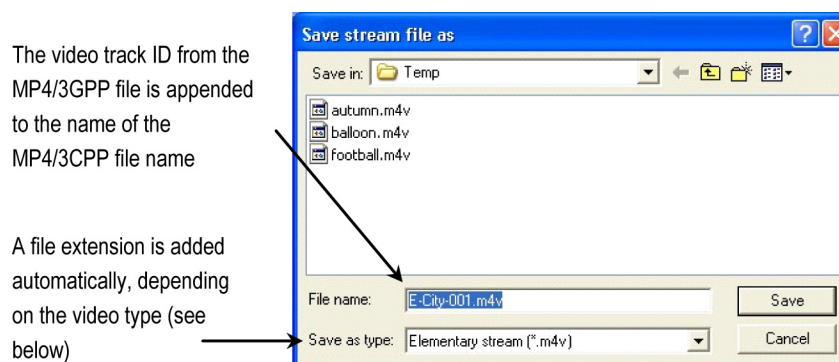 The video track ID from the
MP4/3GPP file is appended
to the name of the
MP4/3CPP file name
A file extension is added
automatically, depending
on the video type (see
below)
Save stream file as
Save in: Temp
autumn.m4v
balloon.m4v
football.m4v
File name: E-City-001.m4v Save
Save as type: Elementary stream (*.m4v) Cancel